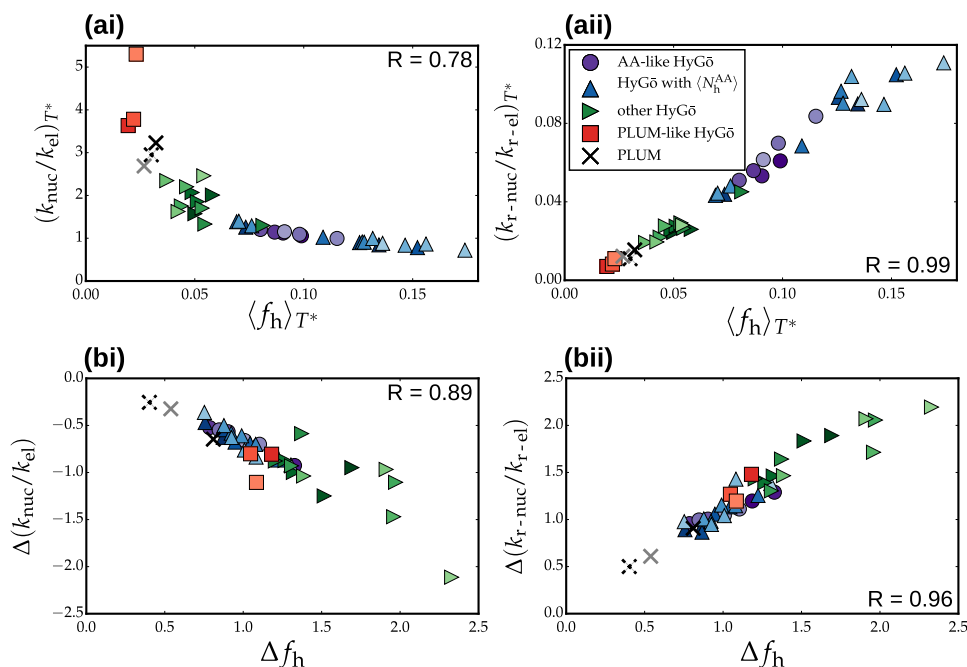 (ai)
R = 0.78
(k_nuc/k_el)_T*
5
4
3
2
1
0
0.00 0.05 0.10 0.15
⟨f_h⟩_T*
(aii)
AA-like HyGō
HyGō with ⟨N_h^AA⟩
other HyGō
PLUM-like HyGō
PLUM
R = 0.99
(k_r-nuc/k_r-el)_T*
0.12
0.08
0.04
0.00
0.00 0.05 0.10 0.15
⟨f_h⟩_T*
(bi)
R = 0.89
Δ(k_nuc/k_el)
0.0
−0.5
−1.0
−1.5
−2.0
−2.5
0.0 0.5 1.0 1.5 2.0 2.5
Δf_h
(bii)
R = 0.96
Δ(k_r-nuc/k_r-el)
2.5
2.0
1.5
1.0
0.5
0.0
0.0 0.5 1.0 1.5 2.0 2.5
Δf_h